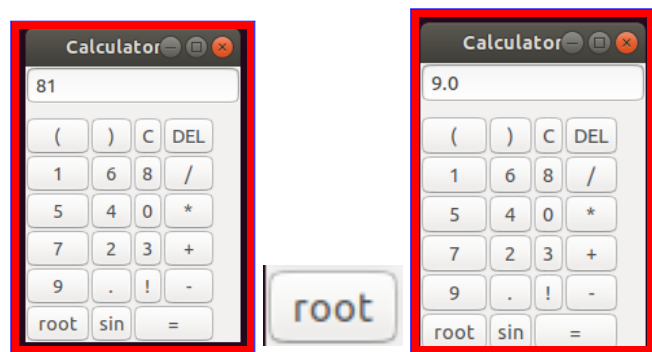 Calculator
81
( ) C DEL
1 6 8 /
5 4 0 *
7 2 3 +
9 . ! -
root sin =
root
Calculator
9.0
( ) C DEL
1 6 8 /
5 4 0 *
7 2 3 +
9 . ! -
root sin =